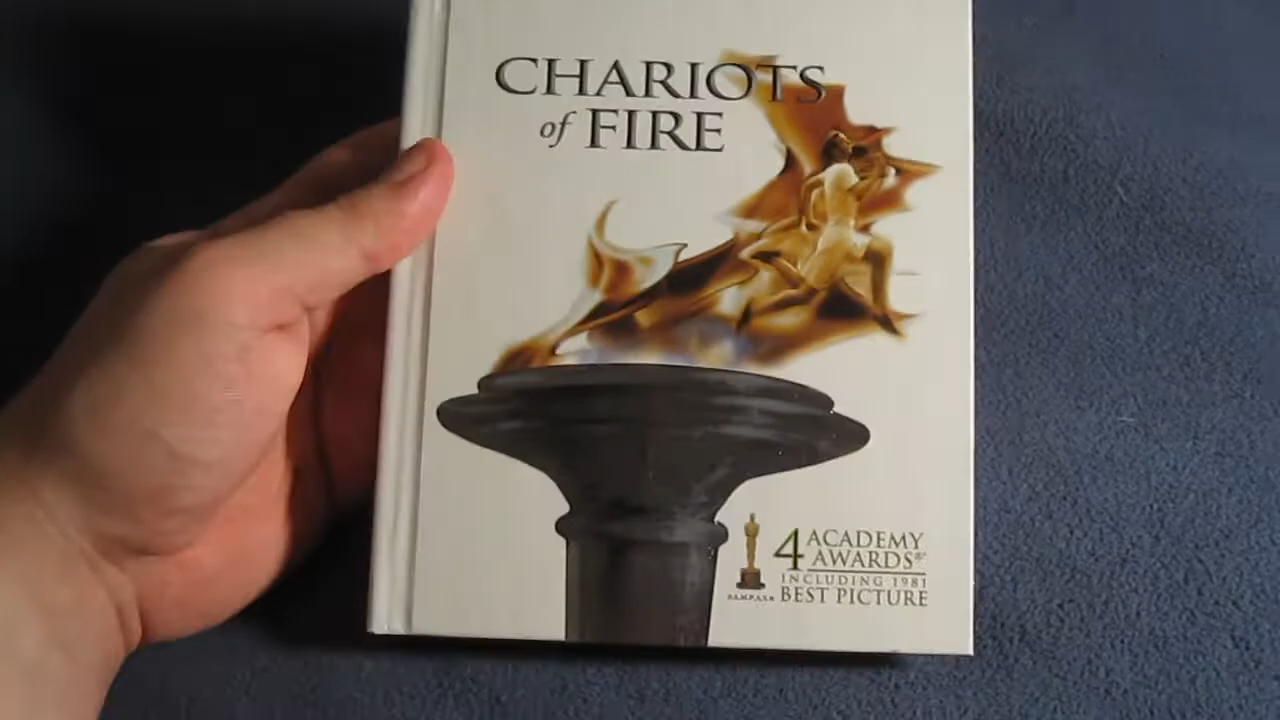 CHARIOTS
of FIRE
4 ACADEMY
AWARDS®
INCLUDING 1981
BEST PICTURE